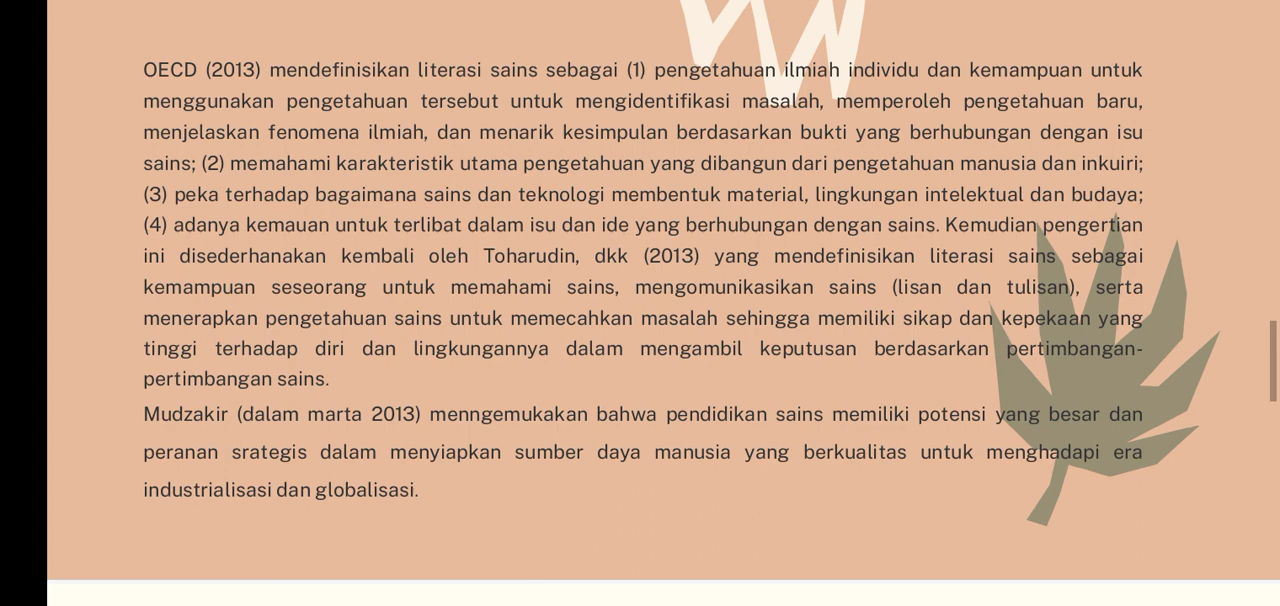 OECD (2013) mendefinisikan literasi sains sebagai (1) pengetahuan ilmiah individu dan kemampuan untuk
menggunakan pengetahuan tersebut untuk mengidentifikasi masalah, memperoleh pengetahuan baru,
menjelaskan fenomena ilmiah, dan menarik kesimpulan berdasarkan bukti yang berhubungan dengan isu
sains; (2) memahami karakteristik utama pengetahuan yang dibangun dari pengetahuan manusia dan inkuiri;
(3) peka terhadap bagaimana sains dan teknologi membentuk material, lingkungan intelektual dan budaya;
(4) adanya kemauan untuk terlibat dalam isu dan ide yang berhubungan dengan sains. Kemudian pengertian
ini disederhanakan kembali oleh Toharudin, dkk (2013) yang mendefinisikan literasi sains sebagai
kemampuan seseorang untuk memahami sains, mengomunikasikan sains (lisan dan tulisan), serta
menerapkan pengetahuan sains untuk memecahkan masalah sehingga memiliki sikap dan kepekaan yang
tinggi terhadap diri dan lingkungannya dalam mengambil keputusan berdasarkan pertimbangan-
pertimbangan sains.
Mudzakir (dalam marta 2013) menngemukakan bahwa pendidikan sains memiliki potensi yang besar dan
peranan srategis dalam menyiapkan sumber daya manusia yang berkualitas untuk menghadapi era
industrialisasi dan globalisasi.